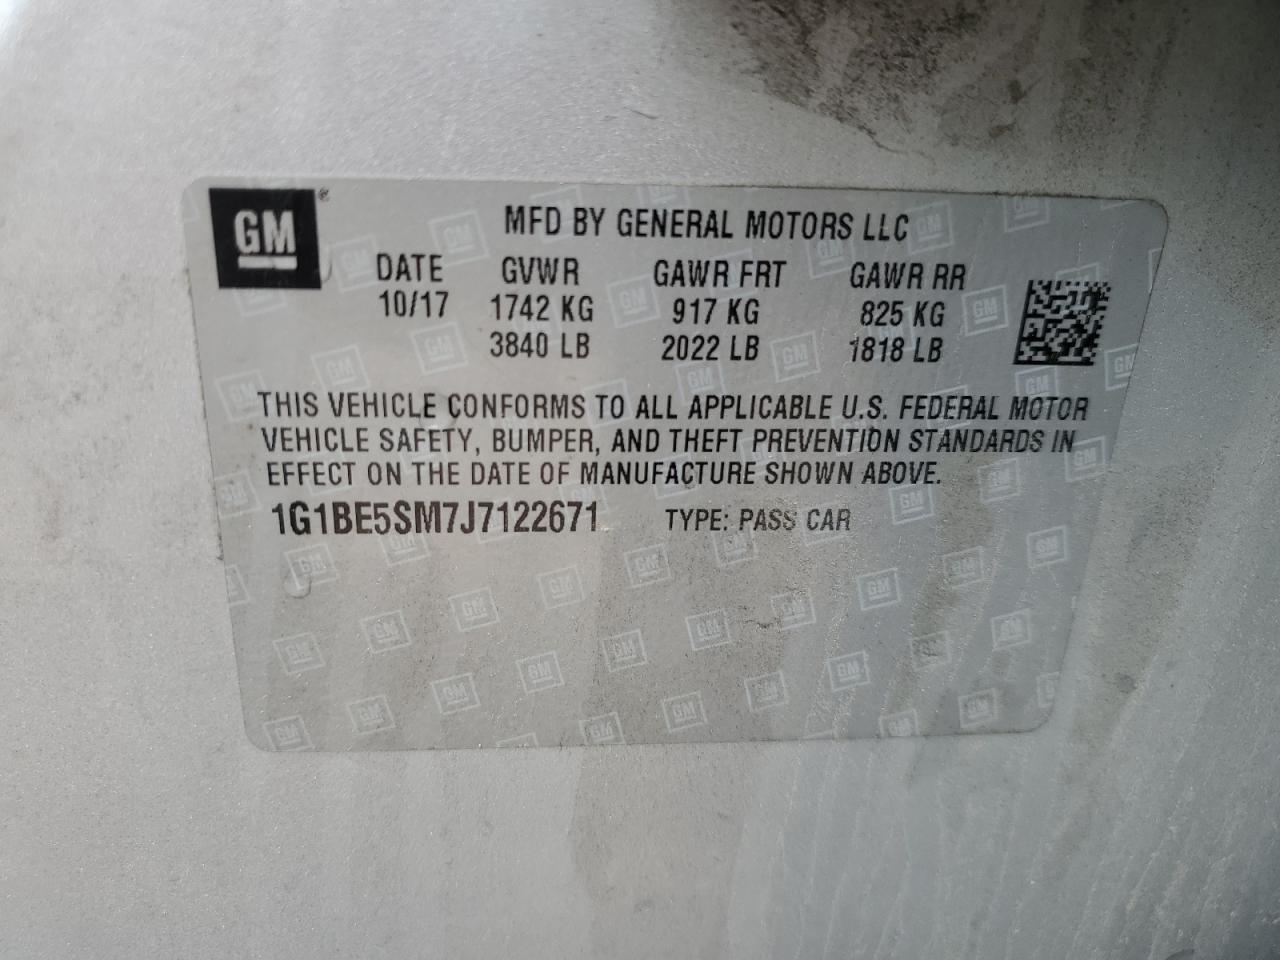 GM®
MFD BY GENERAL MOTORS LLC
DATE GVWR GAWR FRT GAWR RR
10/17 1742 KG 917 KG 825 KG
3840 LB 2022 LB 1818 LB
THIS VEHICLE CONFORMS TO ALL APPLICABLE U.S. FEDERAL MOTOR
VEHICLE SAFETY, BUMPER, AND THEFT PREVENTION STANDARDS IN
EFFECT ON THE DATE OF MANUFACTURE SHOWN ABOVE.
1G1BE5SM7J7122671 TYPE: PASS CAR